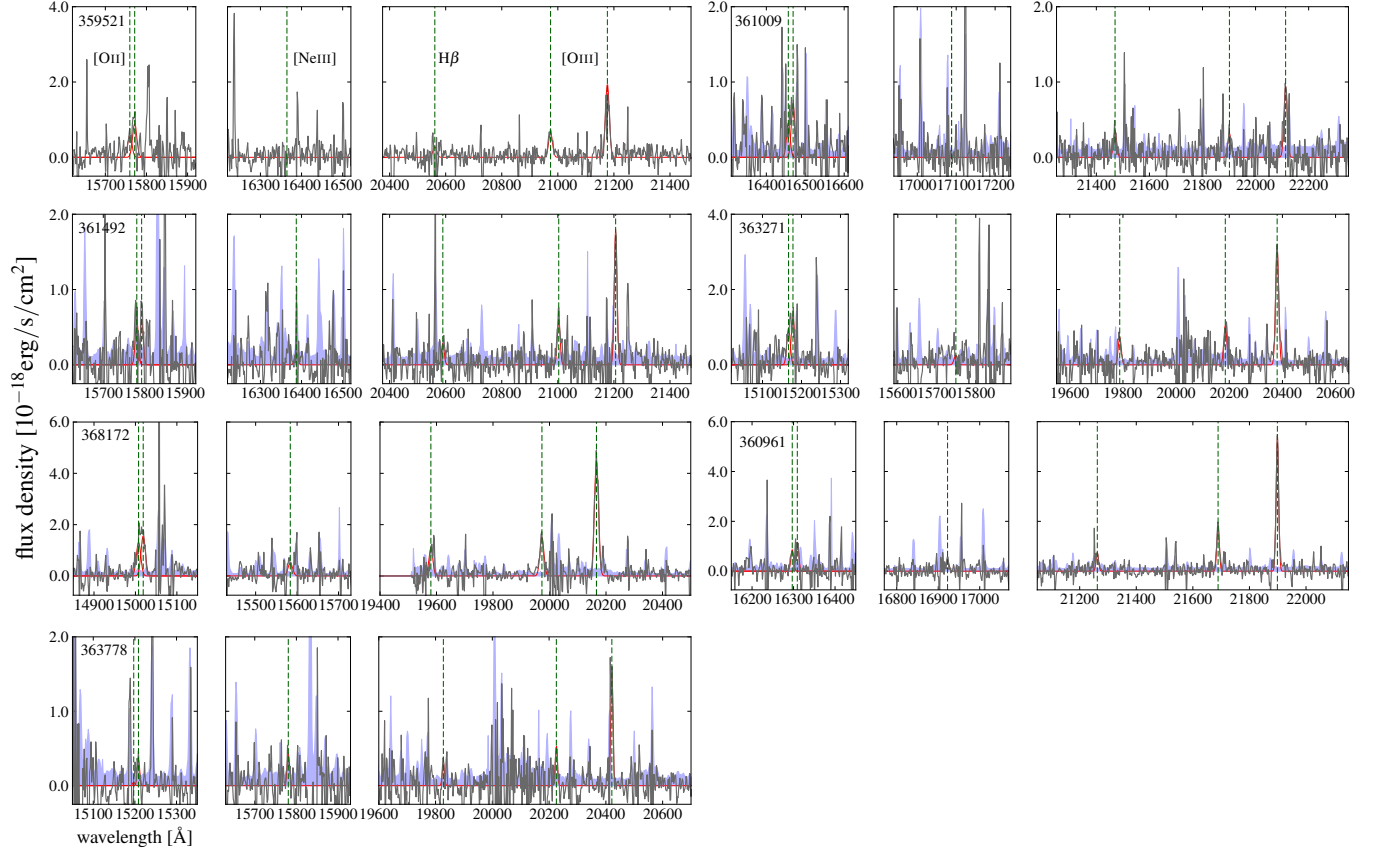 4.0 359521 4.0 361009 2.0
[OII] [NeIII] Hβ [OIII]
2.0 1.0 1.0
0.0 0.0 0.0
15700 15800 15900 16300 16400 16500 20400 20600 20800 21000 21200 21400 16400 16500 16600 17000 17100 17200 21400 21600 21800 22000 22200
2.0 361492 4.0 363271
1.0 2.0
0.0 0.0
15700 15800 15900 16300 16400 16500 20400 20600 20800 21000 21200 21400 15100 15200 15300 15600 15700 15800 19600 19800 20000 20200 20400 20600
6.0 368172 6.0 360961
4.0 4.0
2.0 2.0
0.0 0.0
14900 15000 15100 15500 15600 15700 19400 19600 19800 20000 20200 20400 16200 16300 16400 16800 16900 17000 21200 21400 21600 21800 22000
2.0 363778
1.0
0.0
15100 15200 15300 15700 15800 15900 19600 19800 20000 20200 20400 20600
wavelength [Å]
flux density [10−18erg/s/cm2]